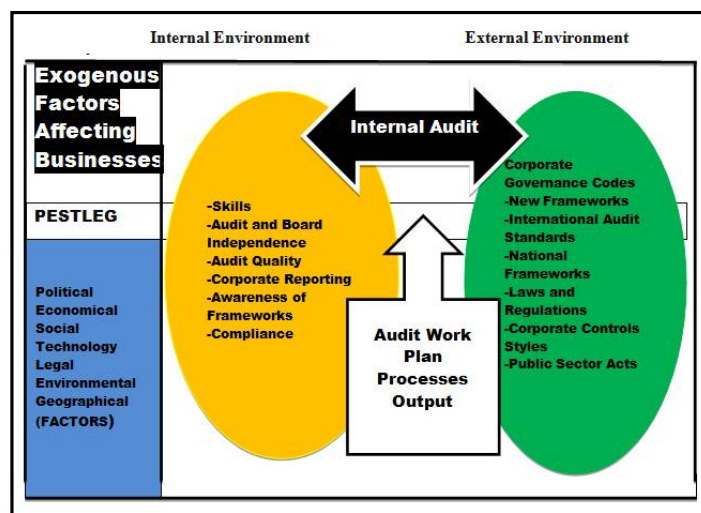 Internal Environment
External Environment
Exogenous
Factors
Affecting
Businesses
PESTLEG
Political
Economical
Social
Technology
Legal
Environmental
Geographical
(FACTORS)
-Skills
-Audit and Board
Independence
-Audit Quality
-Corporate Reporting
-Awareness of
Frameworks
-Compliance
Internal Audit
Audit Work
Plan
Processes
Output
Corporate
Governance Codes
-New Frameworks
-International Audit
Standards
-National
Frameworks
-Laws and
Regulations
-Corporate Controls
Styles
-Public Sector Acts